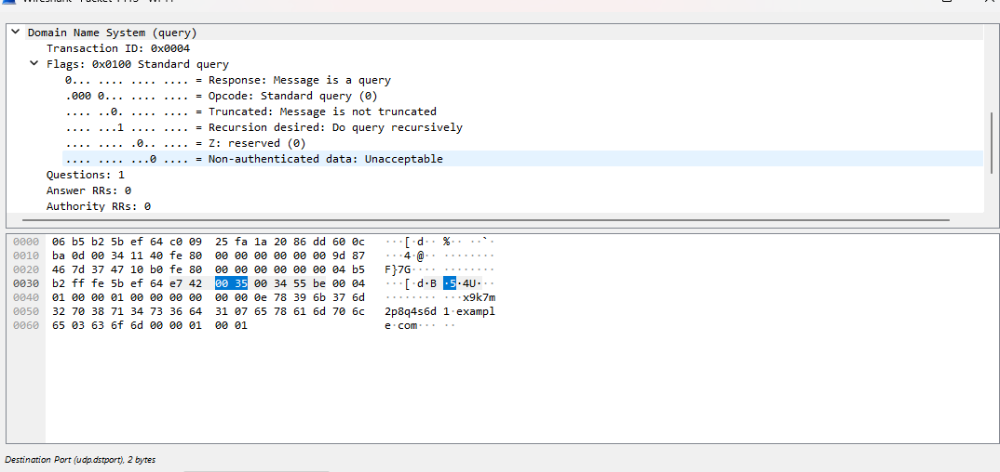 Domain Name System (query)
Transaction ID: 0x0004
Flags: 0x0100 Standard query
0... .... .... .... = Response: Message is a query
.000 0... .... .... = Opcode: Standard query (0)
.... ..0. .... .... = Truncated: Message is not truncated
.... ...1 .... .... = Recursion desired: Do query recursively
.... .... .0.. .... = Z: reserved (0)
.... .... ...0 .... = Non-authenticated data: Unacceptable
Questions: 1
Answer RRs: 0
Authority RRs: 0
0000 06 b5 b2 5b ef 64 c0 09 25 fa 1a 20 86 dd 60 0c ···[·d·· %·· ··`·
0010 ba 0d 00 34 11 40 fe 80 00 00 00 00 00 00 9d 87 ···4·@·· ········
0020 46 7d 37 47 10 b0 fe 80 00 00 00 00 00 00 04 b5 F}7G···· ········
0030 b2 ff fe 5b ef 64 e7 42 00 35 00 34 55 be 00 04 ···[·d·B ·5·4U···
0040 01 00 00 01 00 00 00 00 00 00 0e 78 39 6b 37 6d ········ ···x9k7m
0050 32 70 38 71 34 73 36 64 31 07 65 78 61 6d 70 6c 2p8q4s6d 1·exampl
0060 65 03 63 6f 6d 00 00 01 00 01 e·com··· ··
Destination Port (udp.dstport), 2 bytes